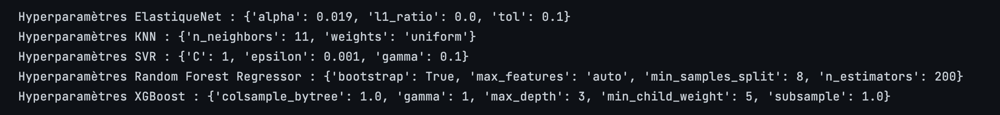 Hyperparamètres ElastiqueNet : {'alpha': 0.019, 'l1_ratio': 0.0, 'tol': 0.1}
Hyperparamètres KNN : {'n_neighbors': 11, 'weights': 'uniform'}
Hyperparamètres SVR : {'C': 1, 'epsilon': 0.001, 'gamma': 0.1}
Hyperparamètres Random Forest Regressor : {'bootstrap': True, 'max_features': 'auto', 'min_samples_split': 8, 'n_estimators': 200}
Hyperparamètres XGBoost : {'colsample_bytree': 1.0, 'gamma': 1, 'max_depth': 3, 'min_child_weight': 5, 'subsample': 1.0}